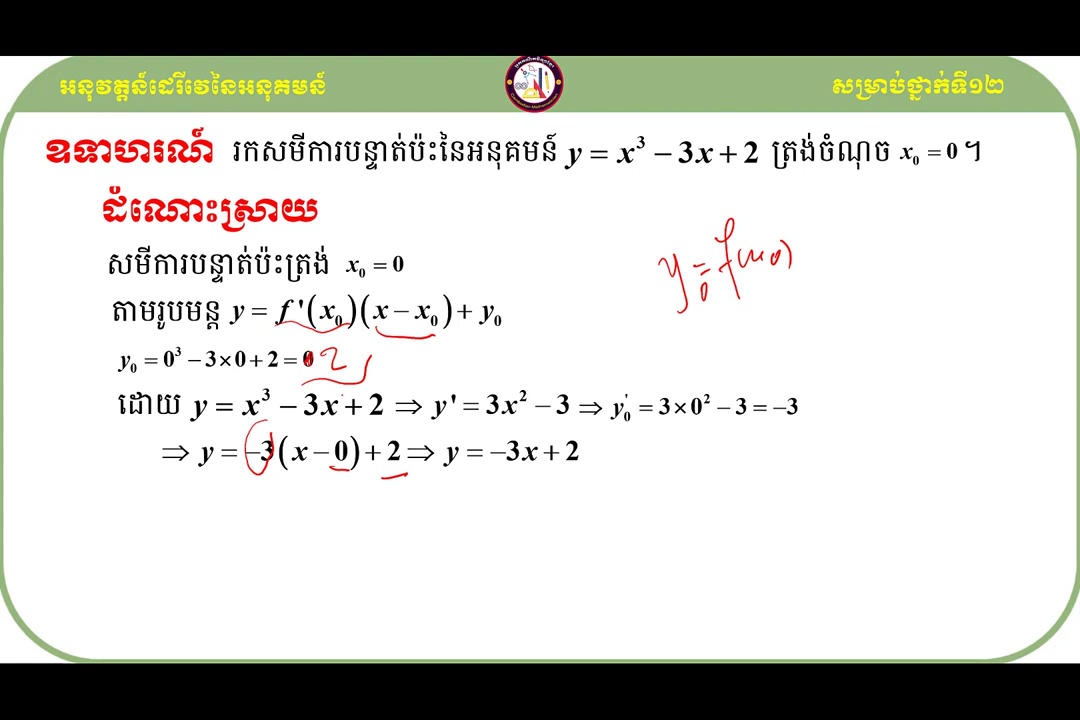 អនុវត្តន៍ដេរីវេនៃអនុគមន៍
សម្រាប់ថ្នាក់ទី១២
ឧទាហរណ៍ រកសមីការបន្ទាត់ប៉ះនៃអនុគមន៍ y = x³ − 3x + 2 ត្រង់ចំណុច x₀ = 0 ។
ដំណោះស្រាយ
សមីការបន្ទាត់ប៉ះត្រង់ x₀ = 0
y₀ = f(x₀)
តាមរូបមន្ត y = f'(x₀)(x − x₀) + y₀
y₀ = 0³ − 3×0 + 2 = 0 2
ដោយ y = x³ − 3x + 2 ⇒ y' = 3x² − 3 ⇒ y₀' = 3×0² − 3 = −3
⇒ y = −3(x − 0) + 2 ⇒ y = −3x + 2